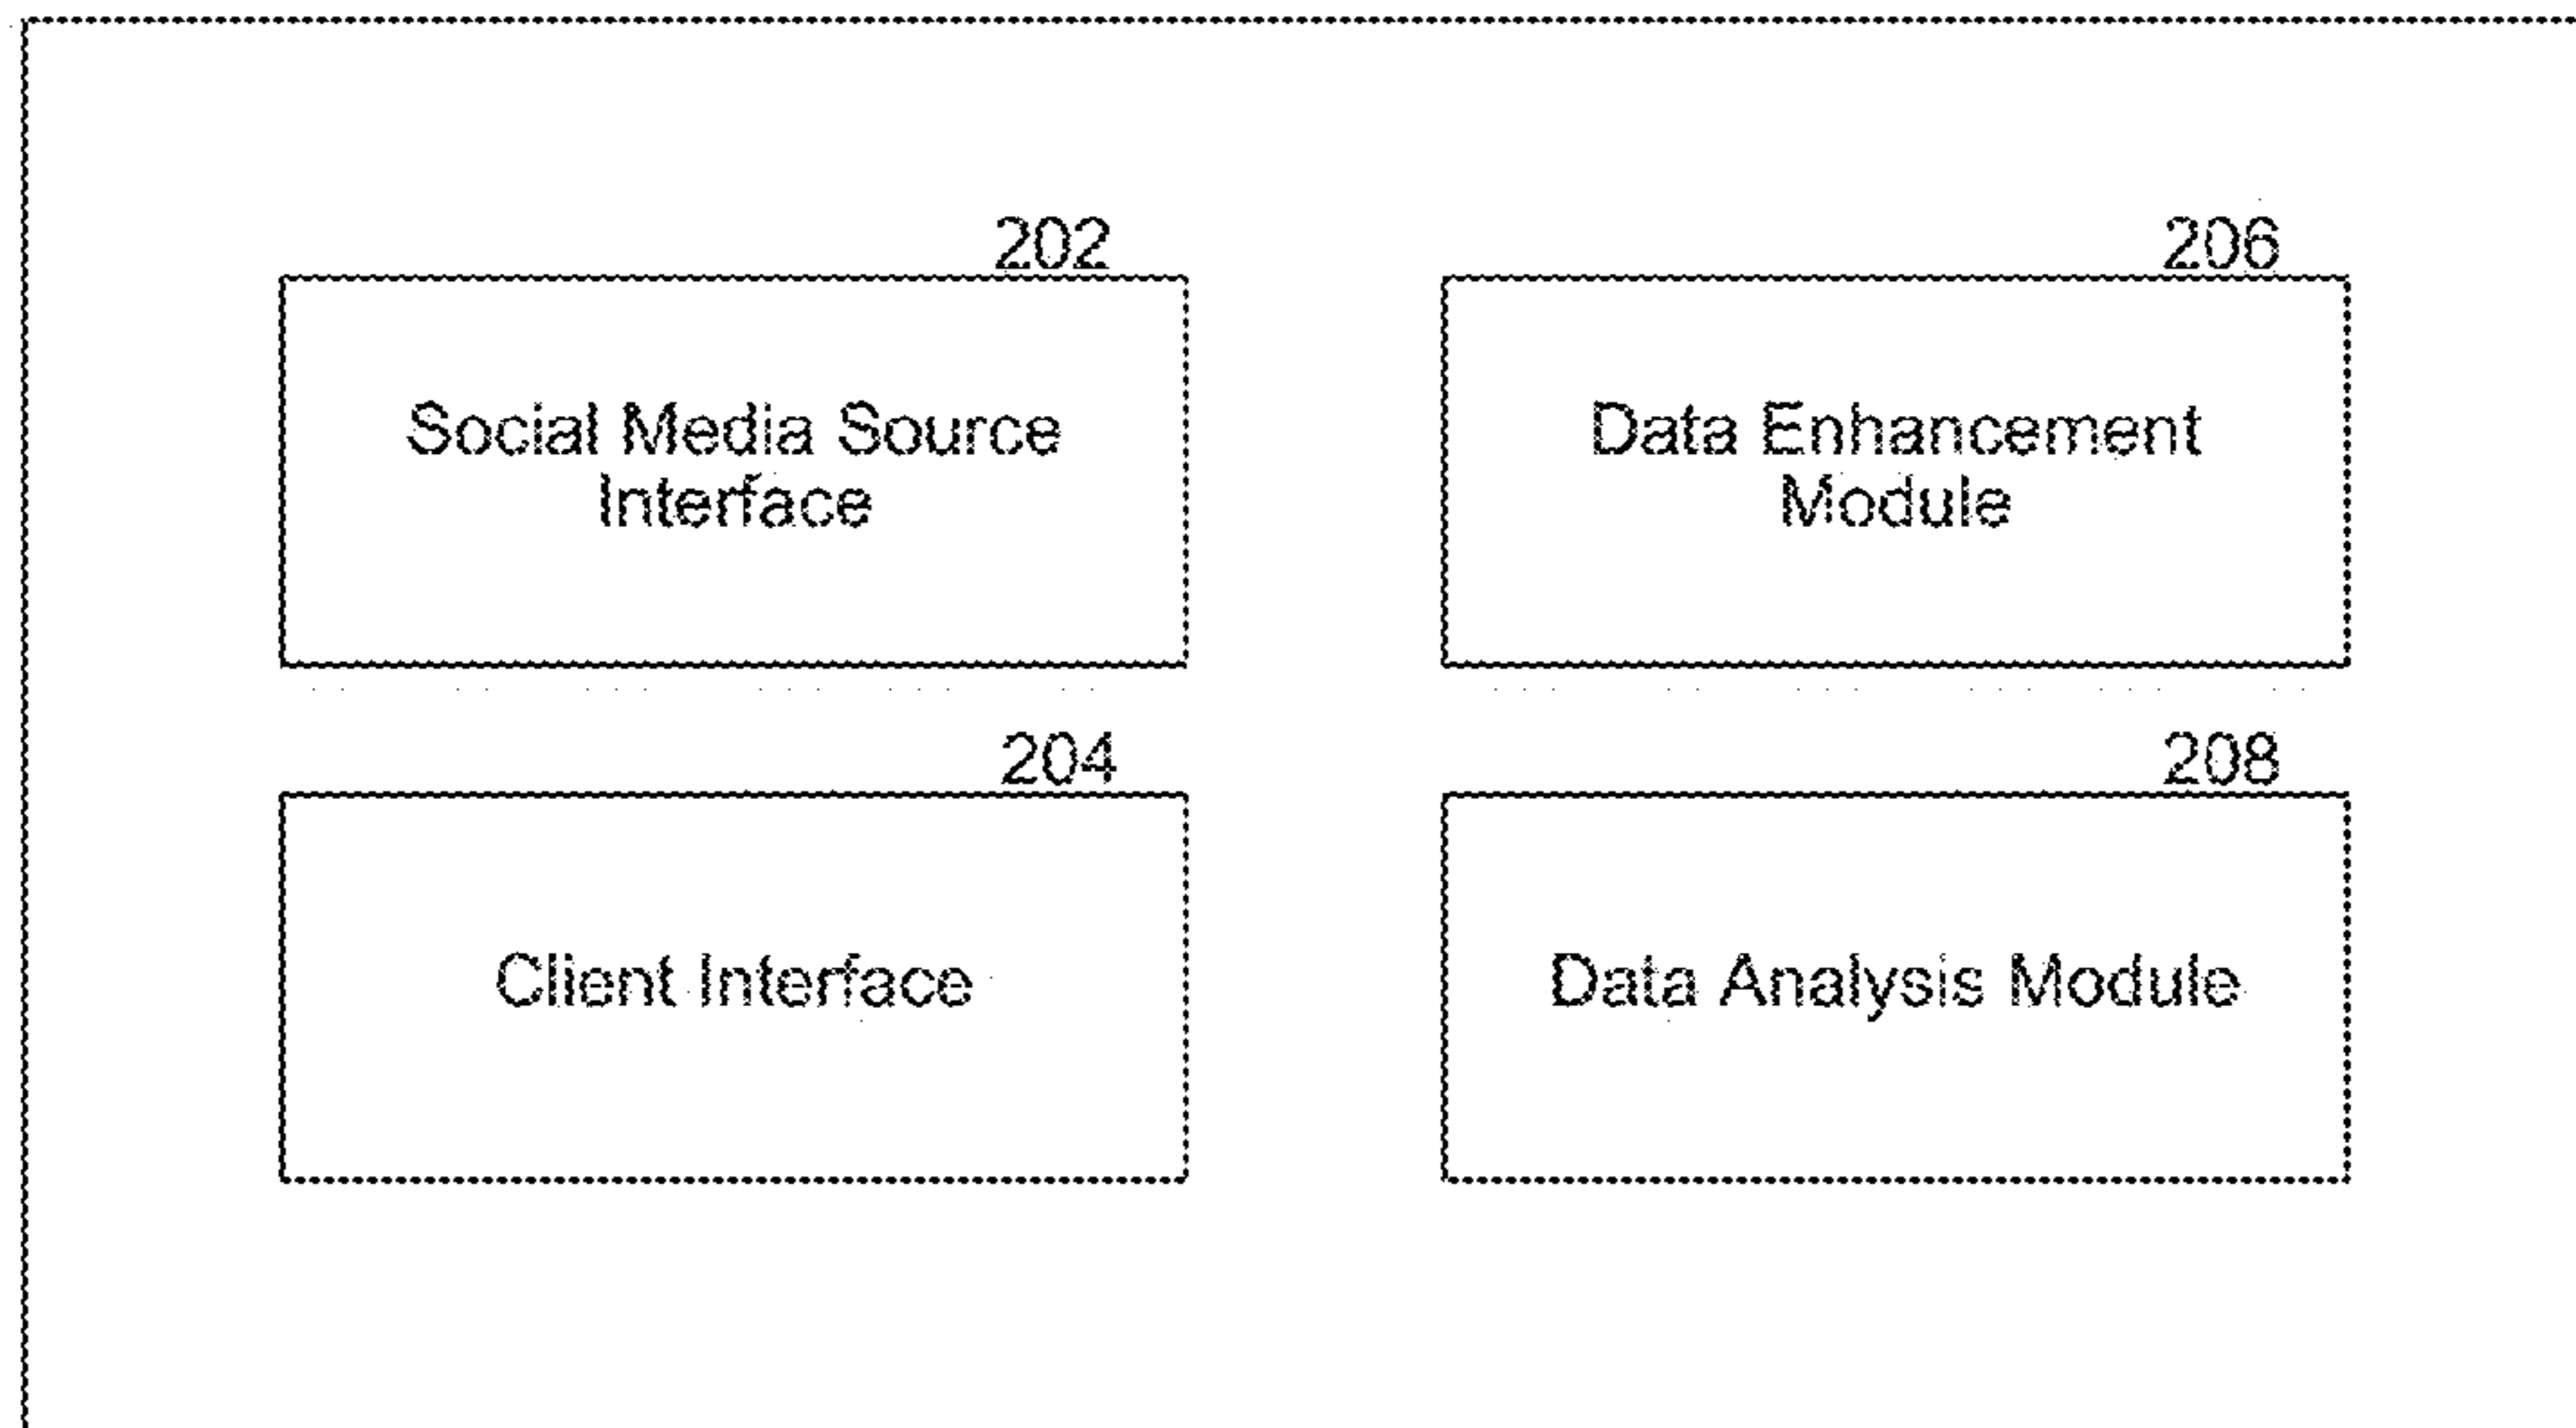 202
Social Media Source
Interface
206
Data Enhancement
Module
204
Client Interface
208
Data Analysis Module